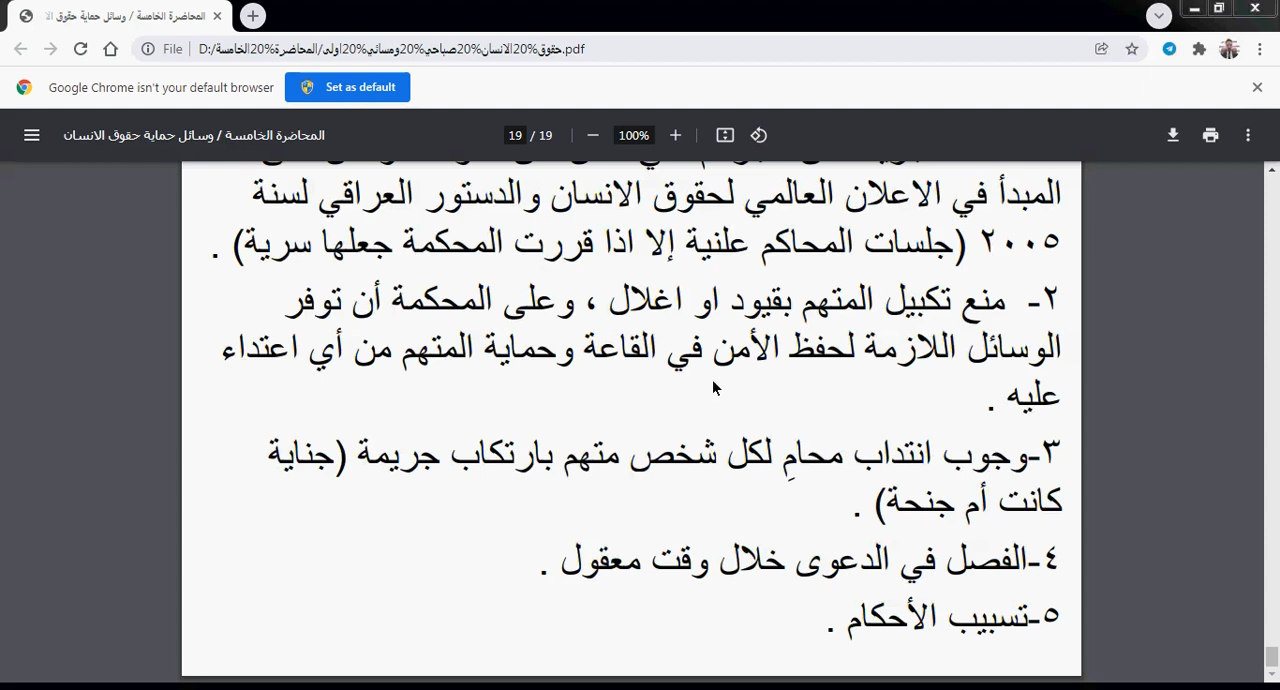 المحاضرة الخامسة / وسائل حماية حقوق الا
File
D:/حقوق%20الانسان%20صباحي%20ومسائي%20اولى/المحاضرة%20الخامسة.pdf
Google Chrome isn't your default browser
Set as default
المحاضرة الخامسة / وسائل حماية حقوق الانسان
19 / 19
100%
المبدأ في الاعلان العالمي لحقوق الانسان والدستور العراقي لسنة
٢٠٠٥ (جلسات المحاكم علنية إلا اذا قررت المحكمة جعلها سرية) .
٢- منع تكبيل المتهم بقيود او اغلال ، وعلى المحكمة أن توفر
الوسائل اللازمة لحفظ الأمن في القاعة وحماية المتهم من أي اعتداء
عليه .
٣-وجوب انتداب محامِ لكل شخص متهم بارتكاب جريمة (جناية
كانت أم جنحة) .
٤-الفصل في الدعوى خلال وقت معقول .
٥-تسبيب الأحكام .